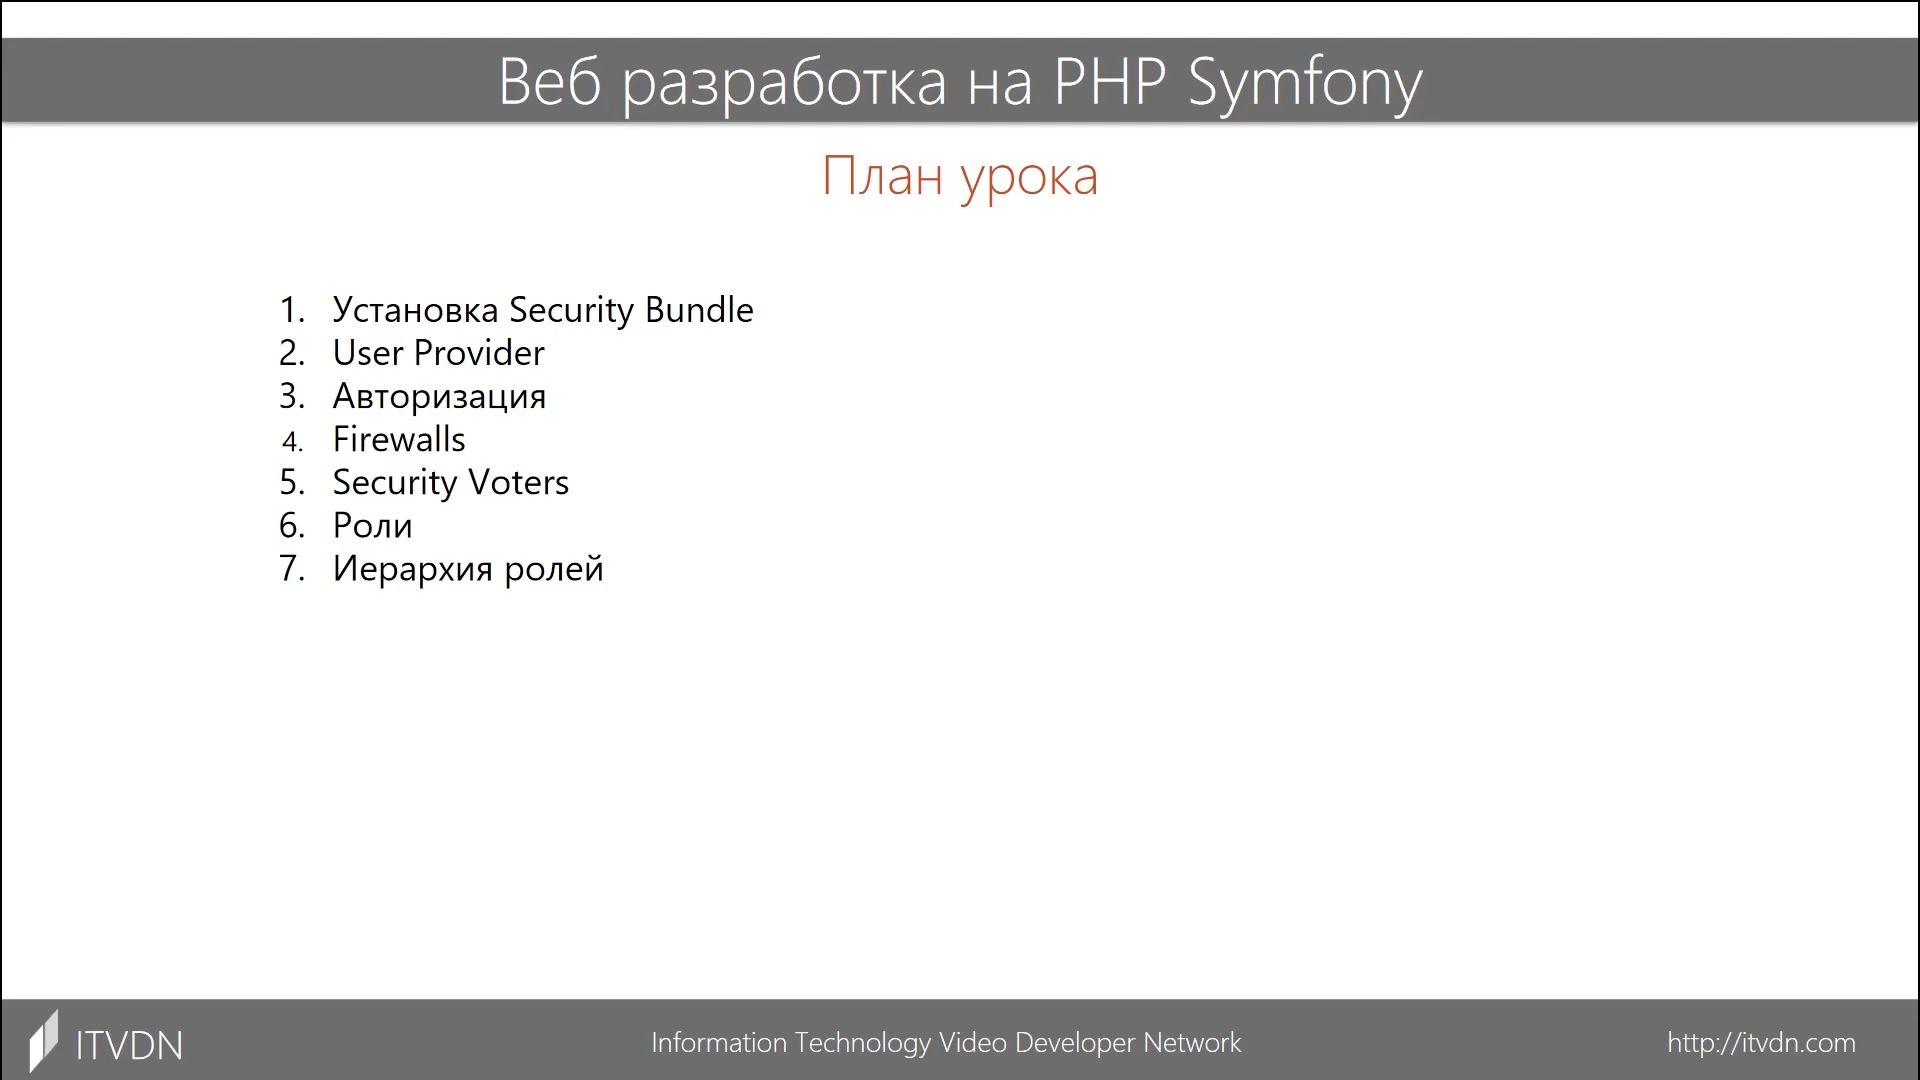 Веб разработка на PHP Symfony
План урока
1. Установка Security Bundle
2. User Provider
3. Авторизация
4. Firewalls
5. Security Voters
6. Роли
7. Иерархия ролей
ITVDN
Information Technology Video Developer Network
http://itvdn.com